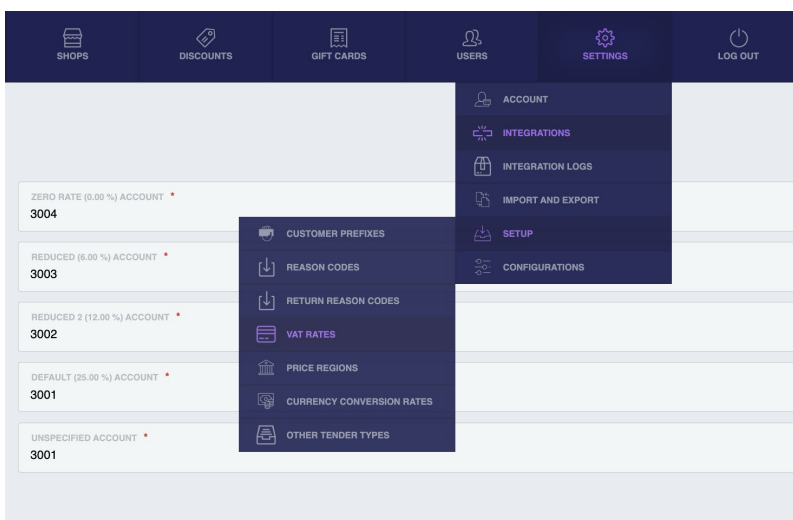 SHOPS
DISCOUNTS
GIFT CARDS
USERS
SETTINGS
LOG OUT
ACCOUNT
INTEGRATIONS
INTEGRATION LOGS
IMPORT AND EXPORT
SETUP
CONFIGURATIONS
CUSTOMER PREFIXES
REASON CODES
RETURN REASON CODES
VAT RATES
PRICE REGIONS
CURRENCY CONVERSION RATES
OTHER TENDER TYPES
ZERO RATE (0.00 %) ACCOUNT *
3004
REDUCED (6.00 %) ACCOUNT *
3003
REDUCED 2 (12.00 %) ACCOUNT *
3002
DEFAULT (25.00 %) ACCOUNT *
3001
UNSPECIFIED ACCOUNT *
3001